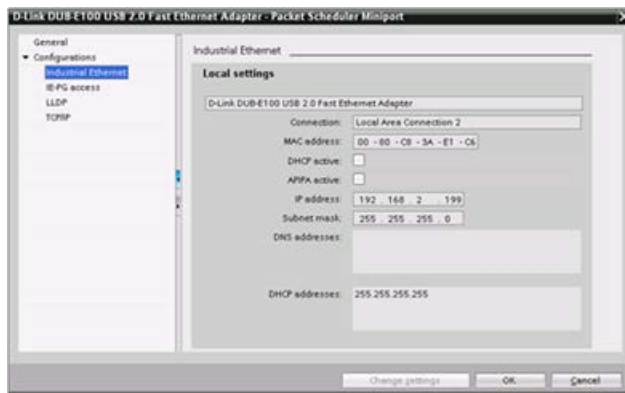 D-Link DUB-E100 USB 2.0 Fast Ethernet Adapter - Packet Scheduler Miniport
General
Configurations
Industrial Ethernet
IE-PG access
LLDP
TCP/IP
Industrial Ethernet
Local settings
D-Link DUB-E100 USB 2.0 Fast Ethernet Adapter
Connection: Local Area Connection 2
MAC address: 00 - 80 - C8 - 3A - E1 - C6
DHCP active:
APIPA active:
IP address: 192 . 168 . 2 . 199
Subnet mask: 255 . 255 . 255 . 0
DNS addresses:
DHCP addresses: 255.255.255.255
Change settings OK Cancel